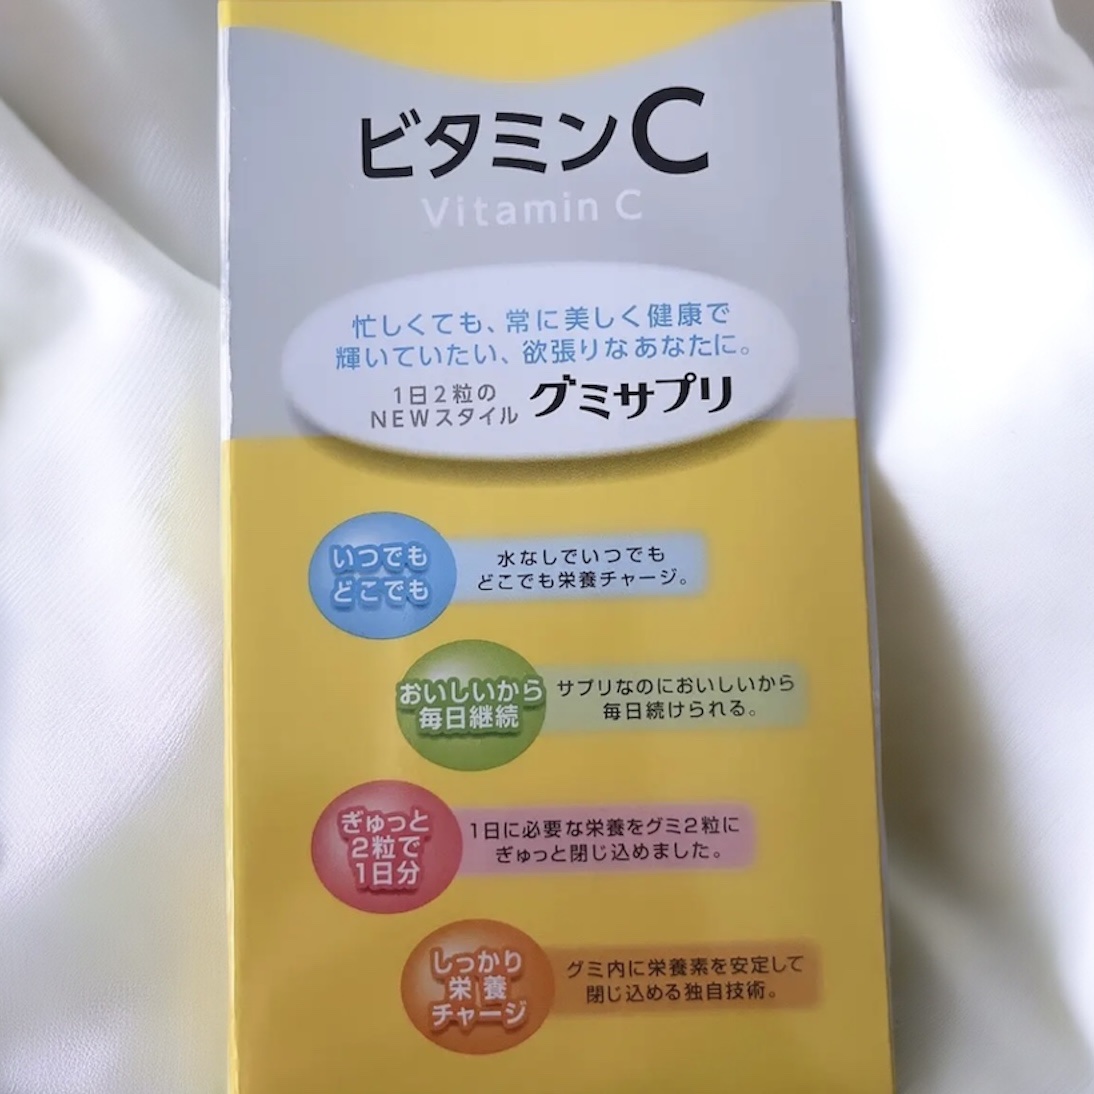 ビタミンC
Vitamin C
忙しくても、常に美しく健康で
輝いていたい、欲張りなあなたに。
1日2粒の
NEWスタイル グミサプリ
いつでも
どこでも
水なしでいつでも
どこでも栄養チャージ。
おいしいから
毎日継続
サプリなのにおいしいから
毎日続けられる。
ぎゅっと
2粒で
1日分
1日に必要な栄養をグミ2粒に
ぎゅっと閉じ込めました。
しっかり
栄養
チャージ
グミ内に栄養素を安定して
閉じ込める独自技術。